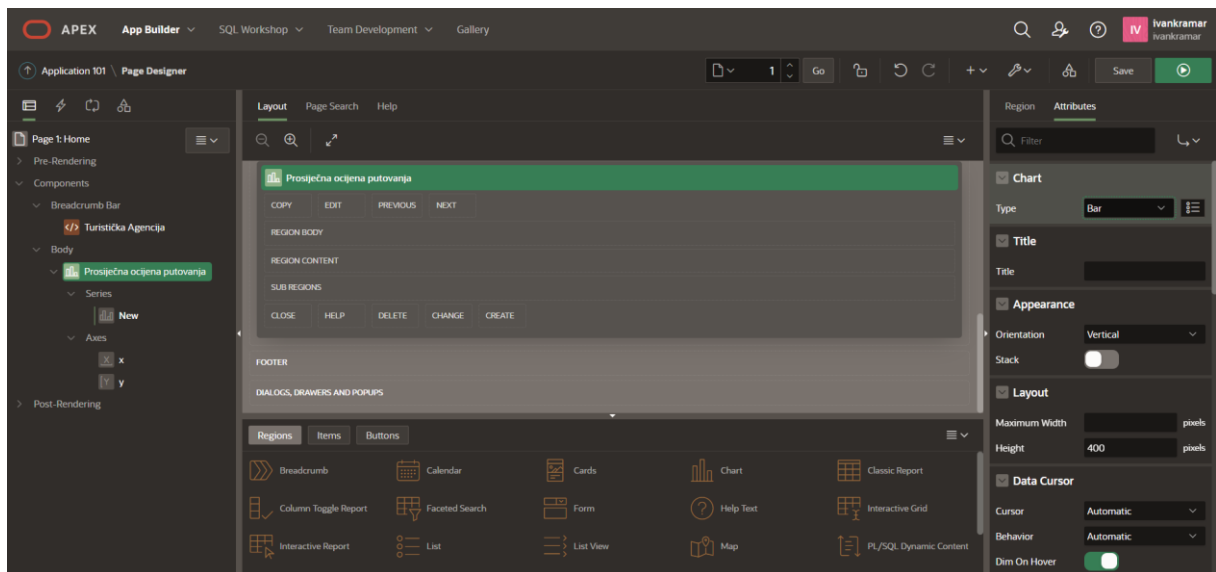 APEX App Builder SQL Workshop Team Development Gallery ivankramar
IV ivankramar
Application 101 \ Page Designer 1 Go Save
Layout Page Search Help Region Attributes
Page 1: Home Filter
Pre-Rendering
Components
Breadcrumb Bar
</> Turistička Agencija
Body
Prosiječna ocijena putovanja
Series
New
Axes
x
y
Post-Rendering
Prosiječna ocijena putovanja
COPY EDIT PREVIOUS NEXT
REGION BODY
REGION CONTENT
SUB REGIONS
CLOSE HELP DELETE CHANGE CREATE
FOOTER
DIALOGS, DRAWERS AND POPUPS
Regions Items Buttons
Breadcrumb Calendar Cards Chart Classic Report
Column Toggle Report Faceted Search Form Help Text Interactive Grid
Interactive Report List List View Map PL/SQL Dynamic Content
Chart
Type Bar
Title
Title
Appearance
Orientation Vertical
Stack
Layout
Maximum Width pixels
Height 400 pixels
Data Cursor
Cursor Automatic
Behavior Automatic
Dim On Hover